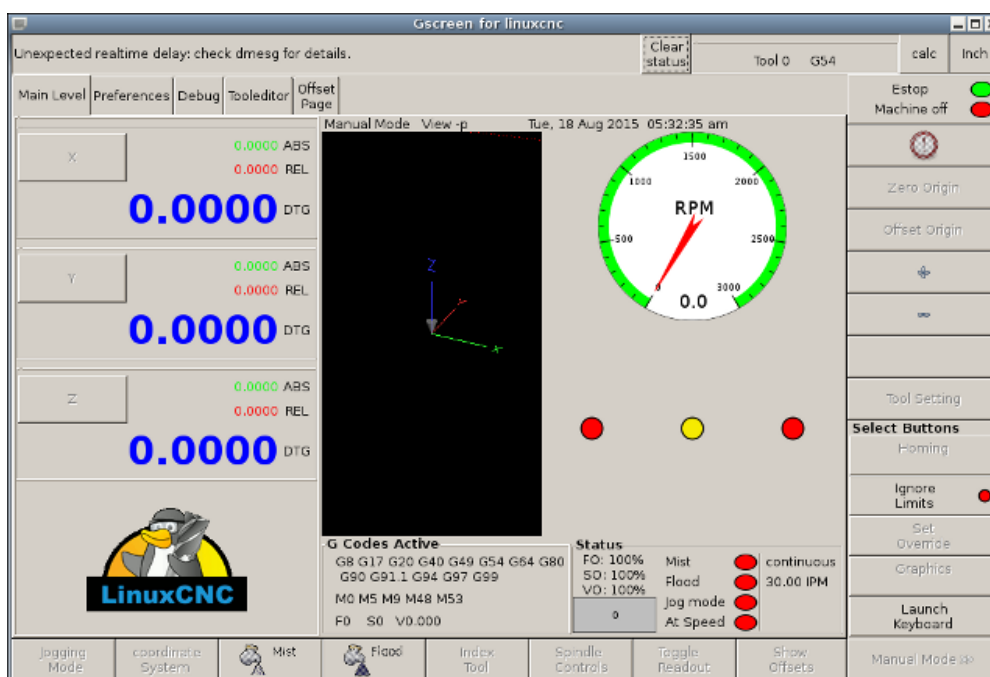 Gscreen for linuxcnc
Unexpected realtime delay: check dmesg for details.
Clear
status
Tool 0 G54
calc
Inch
Main Level
Preferences
Debug
Tooleditor
Offset
Page
Estop
Machine off
Manual Mode View -p Tue, 18 Aug 2015 05:32:35 am
X
0.0000 ABS
0.0000 REL
0.0000 DTG
Y
0.0000 ABS
0.0000 REL
0.0000 DTG
Z
0.0000 ABS
0.0000 REL
0.0000 DTG
LinuxCNC
Z
Y
X
1500
1000
2000
RPM
500
2500
0
3000
0.0
G Codes Active
G8 G17 G20 G40 G49 G54 G64 G80
G90 G91.1 G94 G97 G99
M0 M5 M9 M48 M53
F0 S0 V0.000
Status
FO: 100%
SO: 100%
VO: 100%
0
Mist
Flood
Jog mode
At Speed
continuous
30.00 IPM
Zero Origin
Offset Origin
Tool Setting
Select Buttons
Homing
Ignore
Limits
Set
Override
Graphics
Launch
Keyboard
Jogging
Mode
coordinate
System
Mist
Flood
Index
Tool
Spindle
Controls
Toggle
Readout
Show
Offsets
Manual Mode